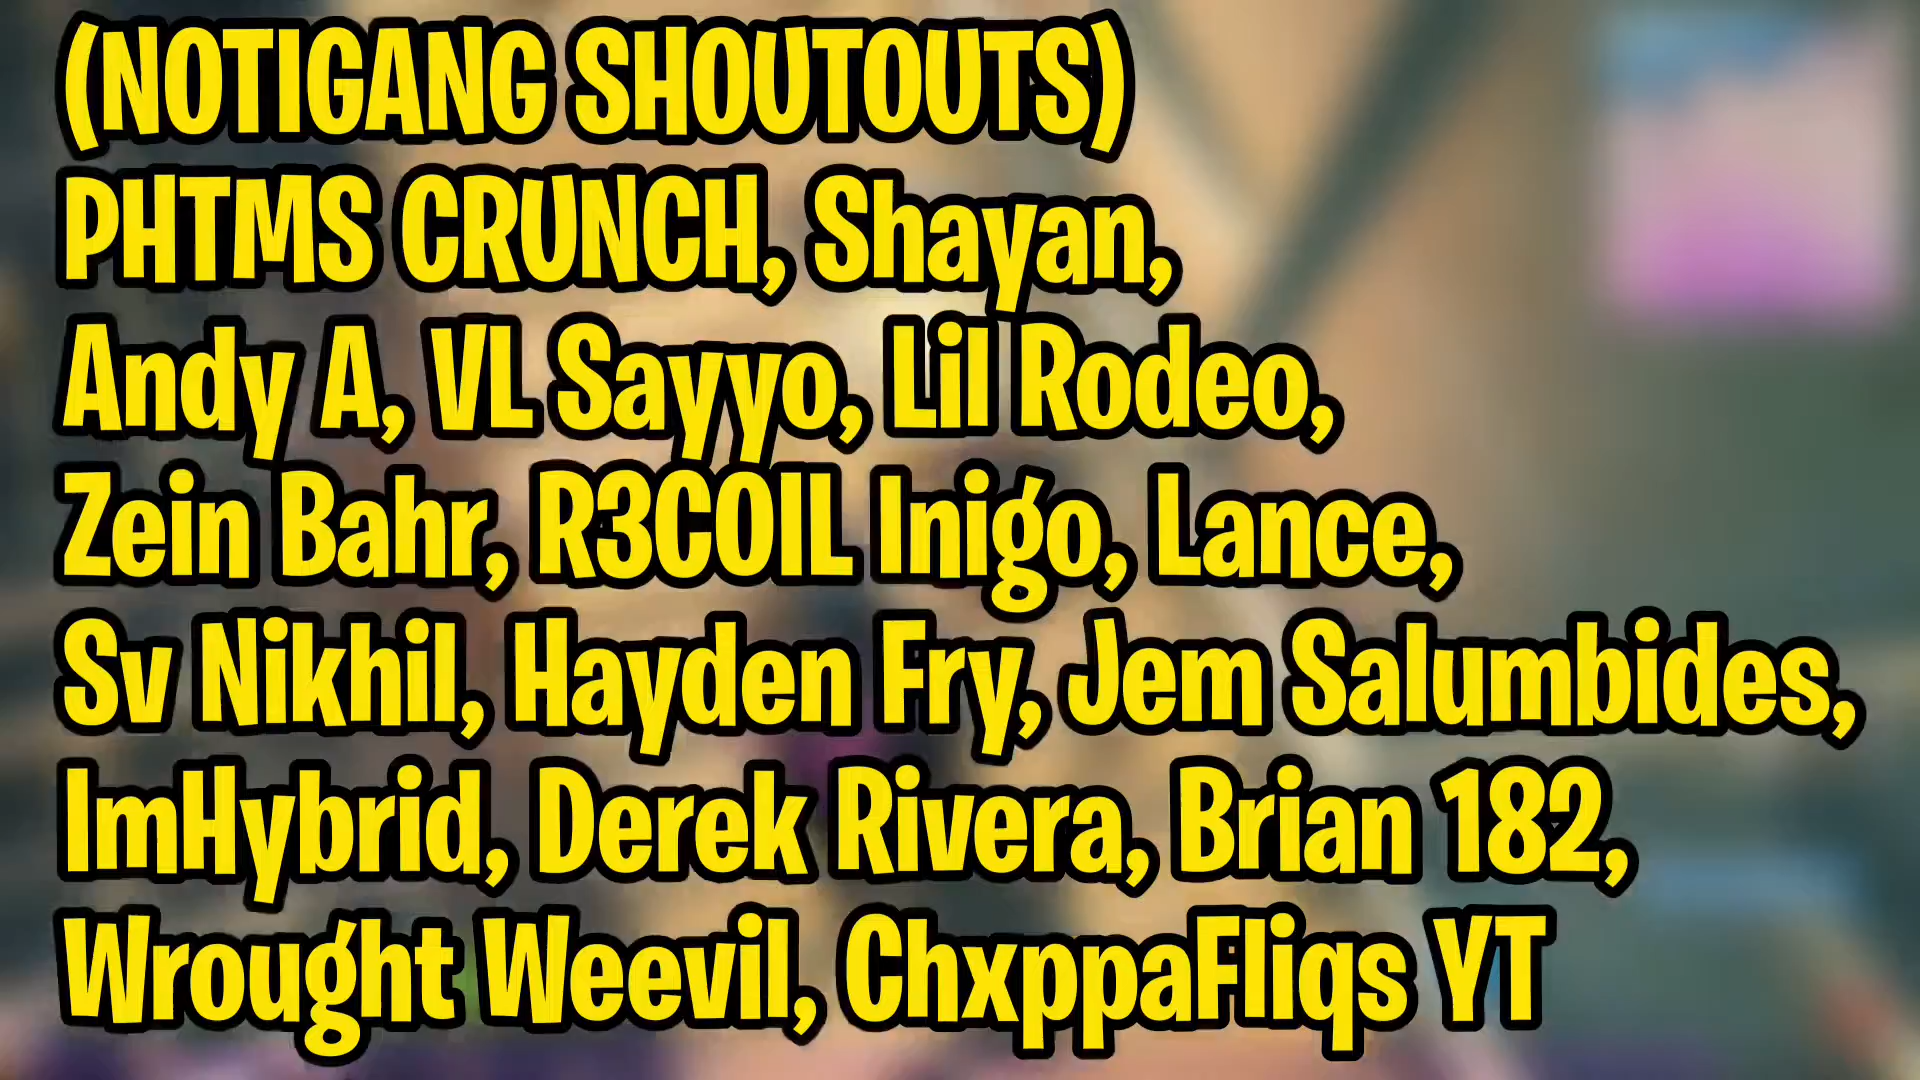 (NOTIGANG SHOUTOUTS)
PHTMS CRUNCH, Shayan,
Andy A, VL Sayyo, Lil Rodeo,
Zein Bahr, R3COIL Inigo, Lance,
Sv Nikhil, Hayden Fry, Jem Salumbides,
ImHybrid, Derek Rivera, Brian 182,
Wrought Weevil, ChxppaFliqs YT